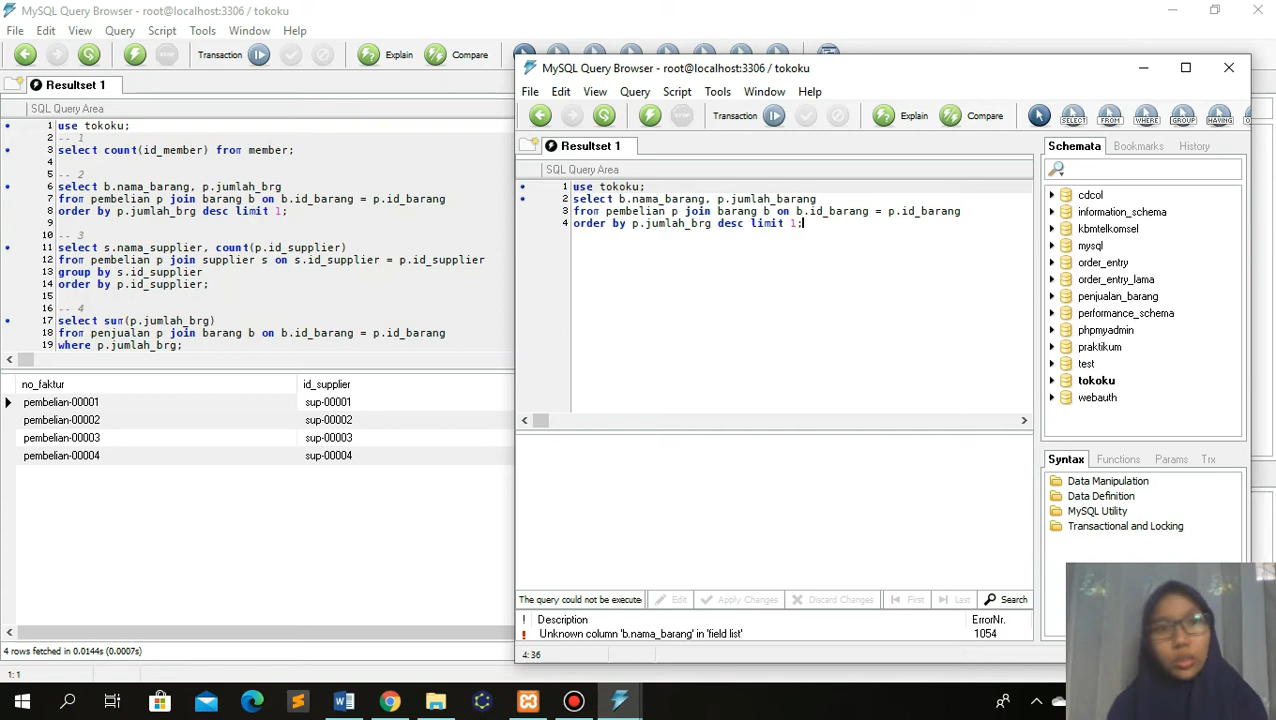 MySQL Query Browser - root@localhost:3306 / tokoku
File Edit View Query Script Tools Window Help
Transaction Explain Compare
Resultset 1
SQL Query Area
1 use tokoku;
2 -- 1
3 select count(id_member) from member;
4
5 -- 2
6 select b.nama_barang, p.jumlah_brg
7 from pembelian p join barang b on b.id_barang = p.id_barang
8 order by p.jumlah_brg desc limit 1;
9
10 -- 3
11 select s.nama_supplier, count(p.id_supplier)
12 from pembelian p join supplier s on s.id_supplier = p.id_supplier
13 group by s.id_supplier
14 order by p.id_supplier;
15
16 -- 4
17 select sum(p.jumlah_brg)
18 from penjualan p join barang b on b.id_barang = p.id_barang
19 where p.jumlah_brg;
no_faktur id_supplier
pembelian-00001 sup-00001
pembelian-00002 sup-00002
pembelian-00003 sup-00003
pembelian-00004 sup-00004
4 rows fetched in 0.0144s (0.0007s)
1:1
MySQL Query Browser - root@localhost:3306 / tokoku
File Edit View Query Script Tools Window Help
Transaction Explain Compare SELECT FROM WHERE GROUP HAVING
Resultset 1
SQL Query Area
1 use tokoku;
2 select b.nama_barang, p.jumlah_barang
3 from pembelian p join barang b on b.id_barang = p.id_barang
4 order by p.jumlah_brg desc limit 1;
The query could not be execute Edit Apply Changes Discard Changes First Last Search
! Description ErrorNr.
Unknown column 'b.nama_barang' in 'field list' 1054
4:36
Schemata Bookmarks History
cdcol
information_schema
kbmtelkomsel
mysql
order_entry
order_entry_lama
penjualan_barang
performance_schema
phpmyadmin
praktikum
test
tokoku
webauth
Syntax Functions Params Trx
Data Manipulation
Data Definition
MySQL Utility
Transactional and Locking